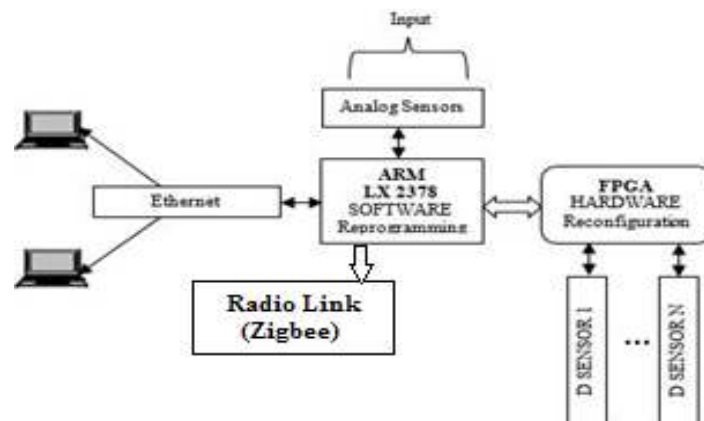 Input
Analog Sensors
ARM
LX 2378
SOFTWARE
Reprogramming
Ethernet
FPGA
HARDWARE
Reconfiguration
Radio Link
(Zigbee)
D SENSOR 1
...
D SENSOR N